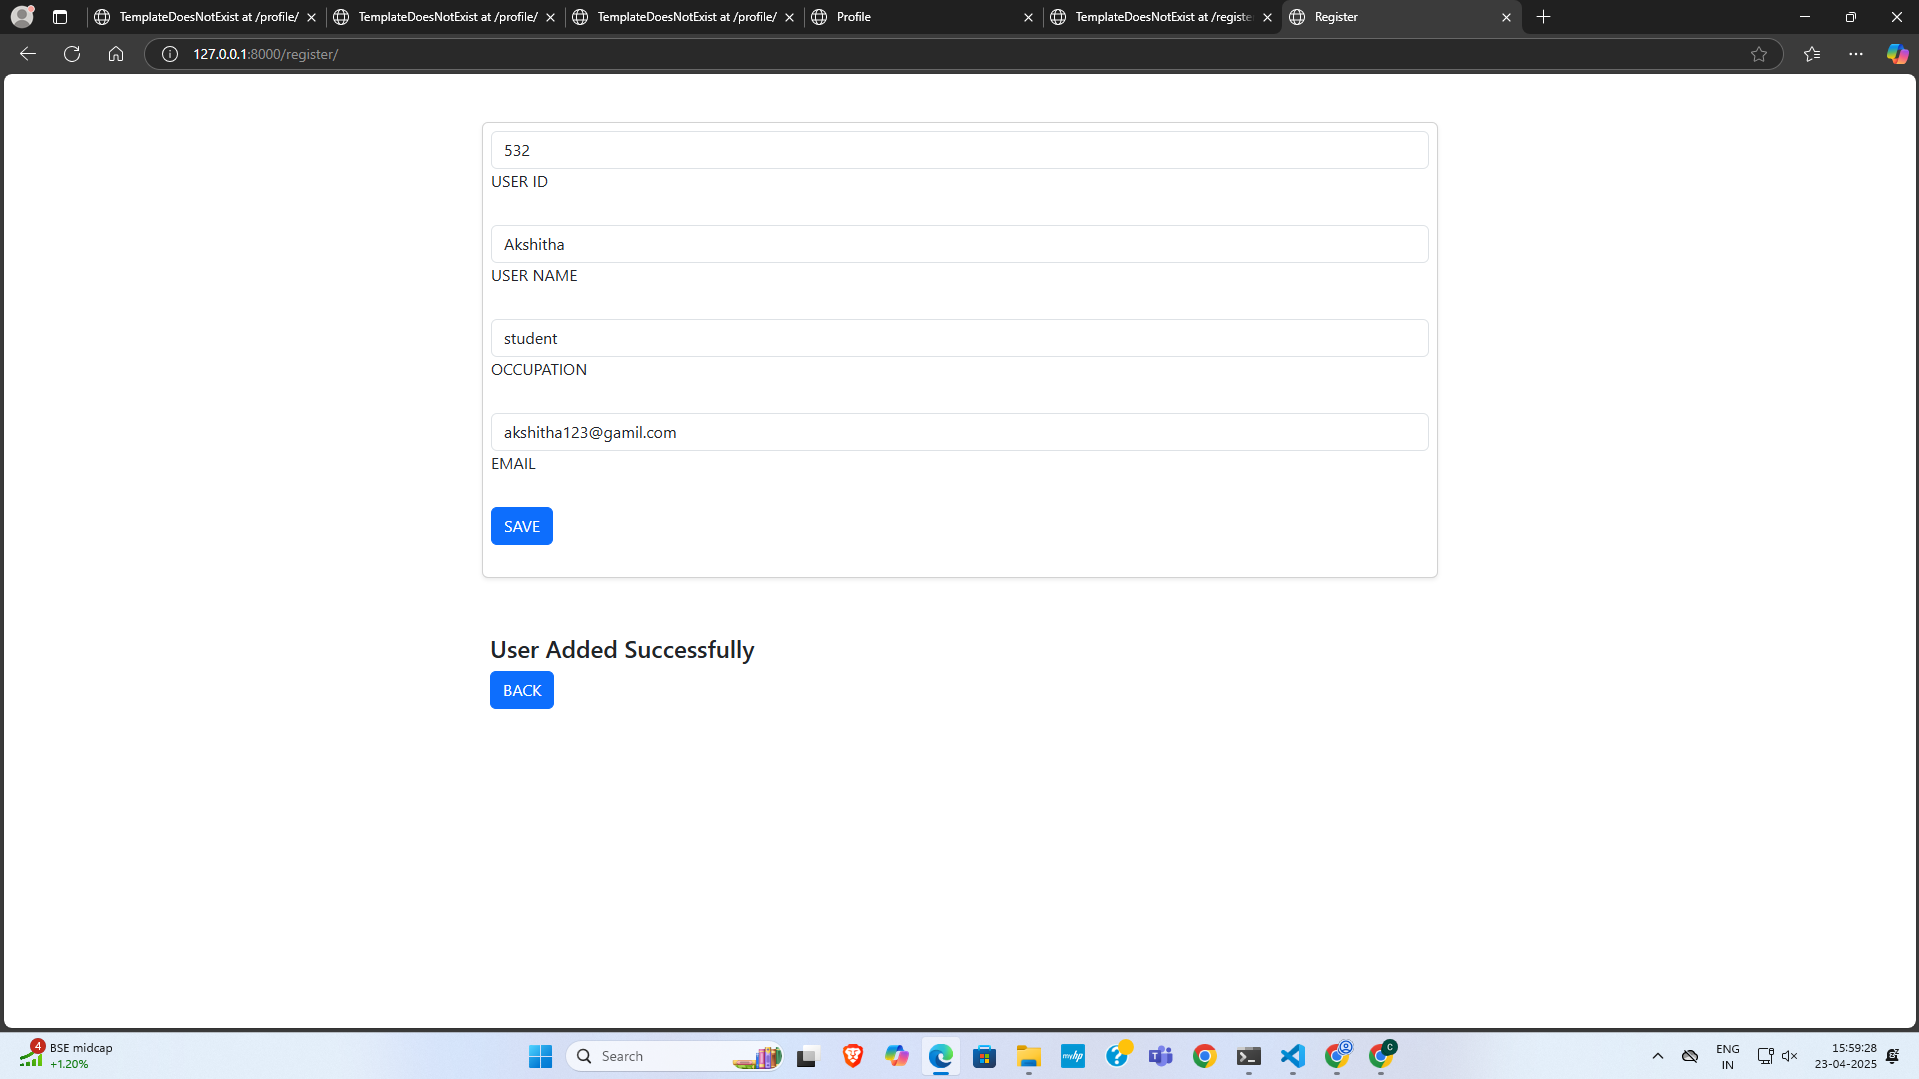 TemplateDoesNotExist at /profile/
TemplateDoesNotExist at /profile/
TemplateDoesNotExist at /profile/
Profile
TemplateDoesNotExist at /registe
Register
127.0.0.1:8000/register/
532
USER ID
Akshitha
USER NAME
student
OCCUPATION
akshitha123@gamil.com
EMAIL
SAVE
User Added Successfully
BACK
4
BSE midcap
+1.20%
Search
myhp
C
ENG
IN
15:59:28
23-04-2025